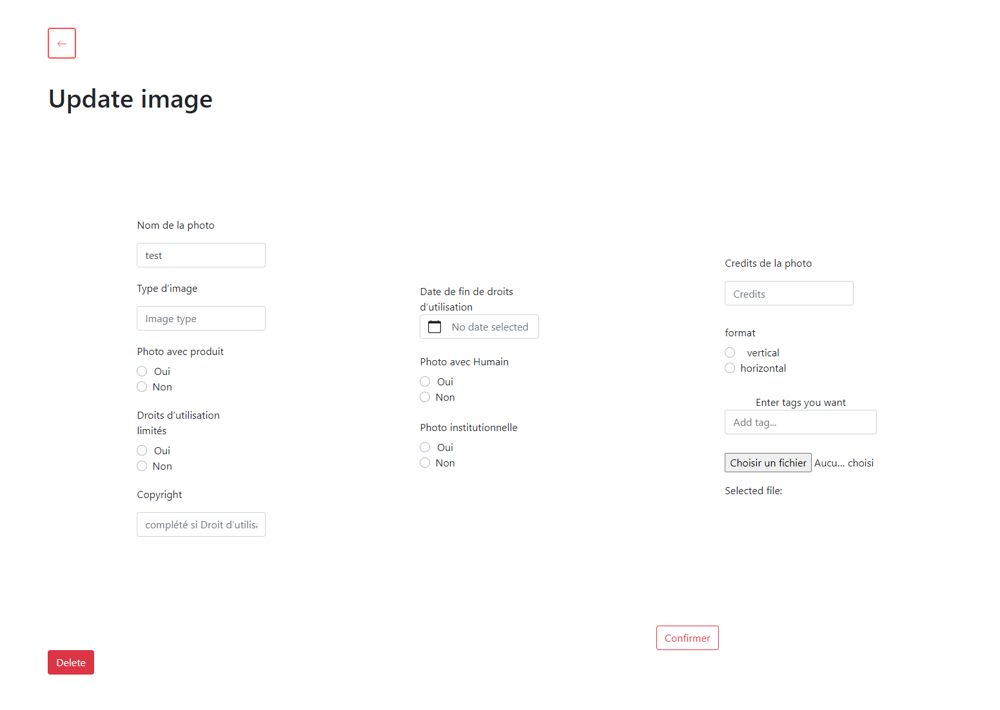 Update image
Nom de la photo
test
Type d'image
Image type
Photo avec produit
Oui
Non
Droits d’utilisation
limités
Oui
Non
Copyright
complété si Droit d’utilisa
Date de fin de droits
d’utilisation
No date selected
Photo avec Humain
Oui
Non
Photo institutionnelle
Oui
Non
Credits de la photo
Credits
format
vertical
horizontal
Enter tags you want
Add tag...
Choisir un fichier Aucu... choisi
Selected file:
Confirmer
Delete